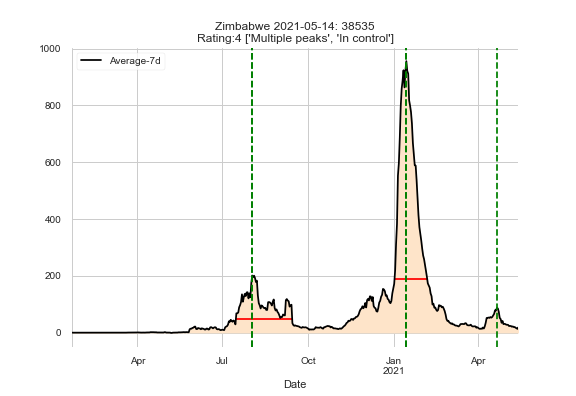 Zimbabwe 2021-05-14: 38535
Rating:4 ['Multiple peaks', 'In control']
Average-7d
1000
800
600
400
200
0
Apr Jul Oct Jan Apr
2021
Date